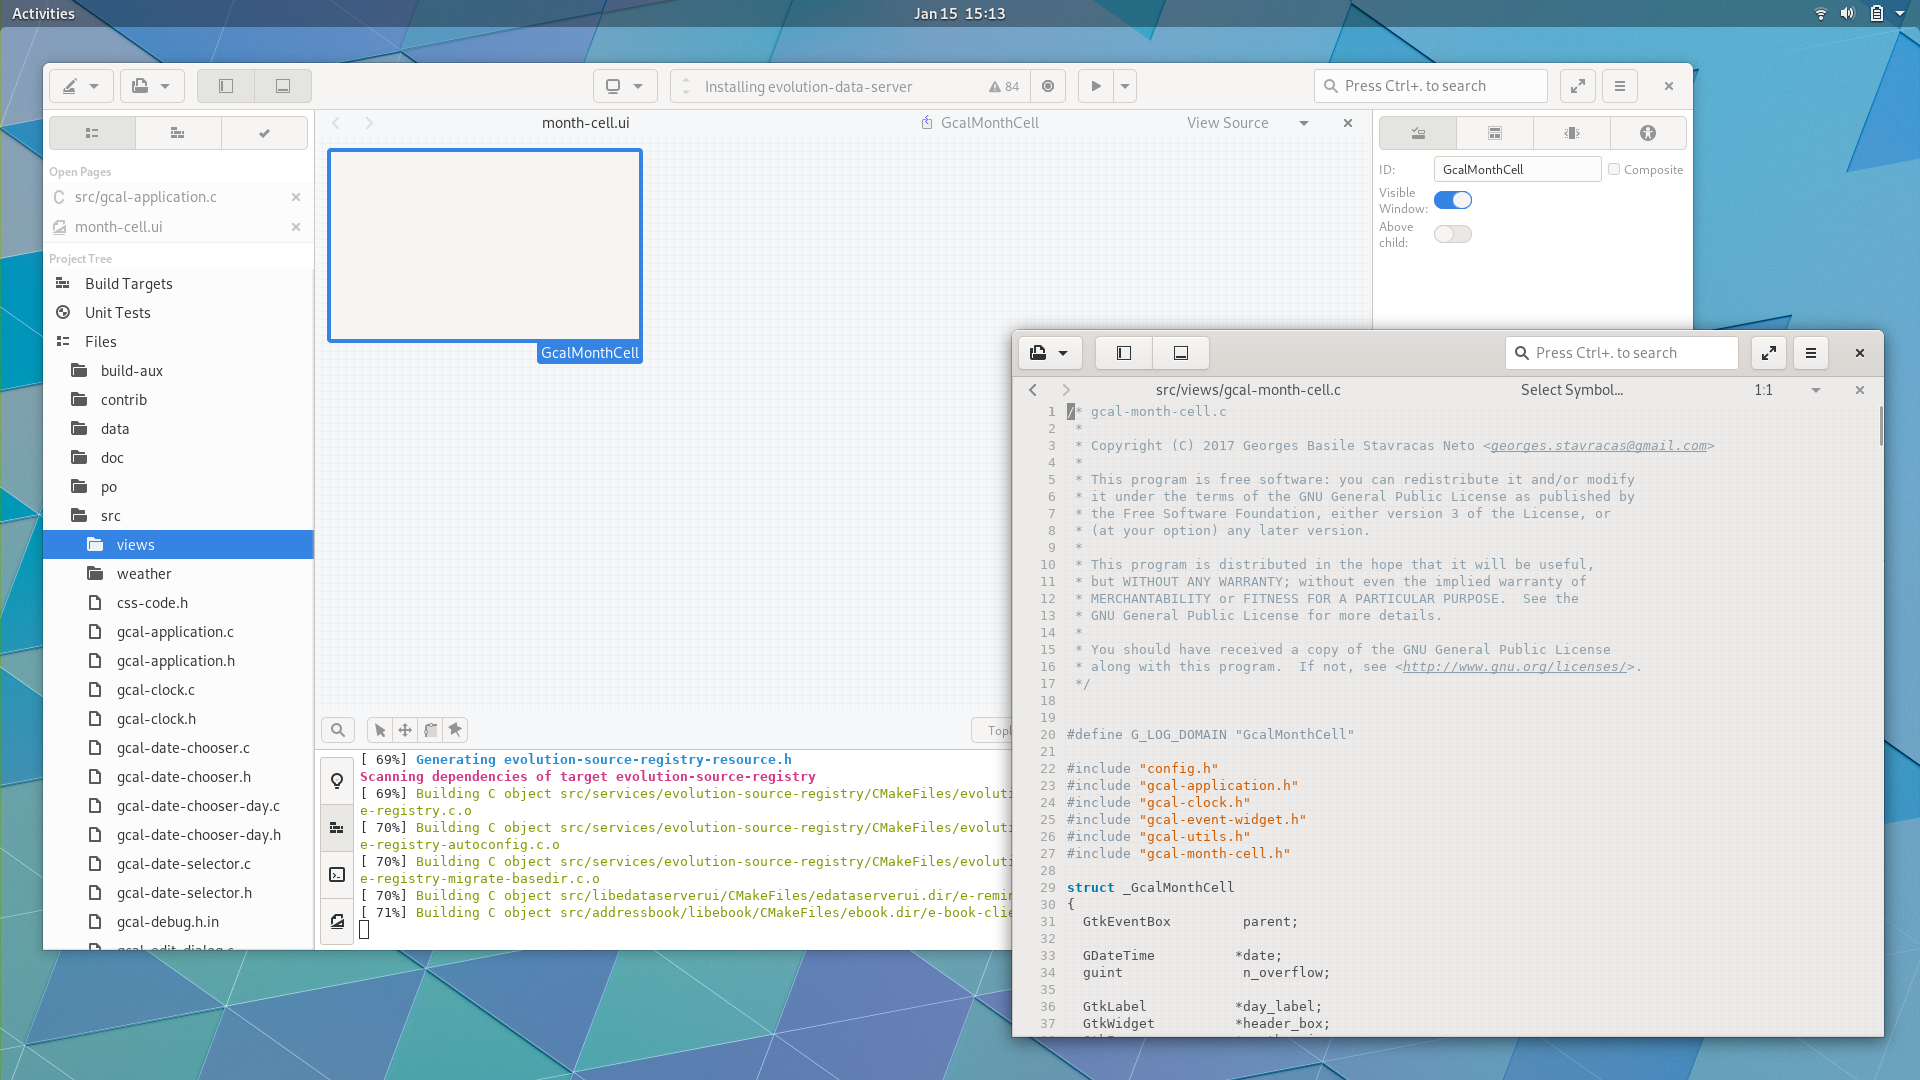 Activities
Jan 15 15:13
Installing evolution-data-server
84
Press Ctrl+. to search
month-cell.ui
GcalMonthCell
View Source
Open Pages
src/gcal-application.c
month-cell.ui
Project Tree
Build Targets
Unit Tests
Files
build-aux
contrib
data
doc
po
src
views
weather
css-code.h
gcal-application.c
gcal-application.h
gcal-clock.c
gcal-clock.h
gcal-date-chooser.c
gcal-date-chooser.h
gcal-date-chooser-day.c
gcal-date-chooser-day.h
gcal-date-selector.c
gcal-date-selector.h
gcal-debug.h.in
GcalMonthCell
ID:
GcalMonthCell
Composite
Visible
Window:
Above
child:
[ 69%] Generating evolution-source-registry-resource.h
Scanning dependencies of target evolution-source-registry
[ 69%] Building C object src/services/evolution-source-registry/CMakeFiles/evoluti
e-registry.c.o
[ 70%] Building C object src/services/evolution-source-registry/CMakeFiles/evoluti
e-registry-autoconfig.c.o
[ 70%] Building C object src/services/evolution-source-registry/CMakeFiles/evoluti
e-registry-migrate-basedir.c.o
[ 70%] Building C object src/libedataserverui/CMakeFiles/edataserverui.dir/e-remin
[ 71%] Building C object src/addressbook/libebook/CMakeFiles/ebook.dir/e-book-clie
Press Ctrl+. to search
src/views/gcal-month-cell.c
Select Symbol...
1:1
1 /* gcal-month-cell.c
2 *
3 * Copyright (C) 2017 Georges Basile Stavracas Neto <georges.stavracas@gmail.com>
4 *
5 * This program is free software: you can redistribute it and/or modify
6 * it under the terms of the GNU General Public License as published by
7 * the Free Software Foundation, either version 3 of the License, or
8 * (at your option) any later version.
9 *
10 * This program is distributed in the hope that it will be useful,
11 * but WITHOUT ANY WARRANTY; without even the implied warranty of
12 * MERCHANTABILITY or FITNESS FOR A PARTICULAR PURPOSE.  See the
13 * GNU General Public License for more details.
14 *
15 * You should have received a copy of the GNU General Public License
16 * along with this program.  If not, see <http://www.gnu.org/licenses/>.
17 */
18
19
20 #define G_LOG_DOMAIN "GcalMonthCell"
21
22 #include "config.h"
23 #include "gcal-application.h"
24 #include "gcal-clock.h"
25 #include "gcal-event-widget.h"
26 #include "gcal-utils.h"
27 #include "gcal-month-cell.h"
28
29 struct _GcalMonthCell
30 {
31 GtkEventBox parent;
32
33 GDateTime *date;
34 guint n_overflow;
35
36 GtkLabel *day_label;
37 GtkWidget *header_box;